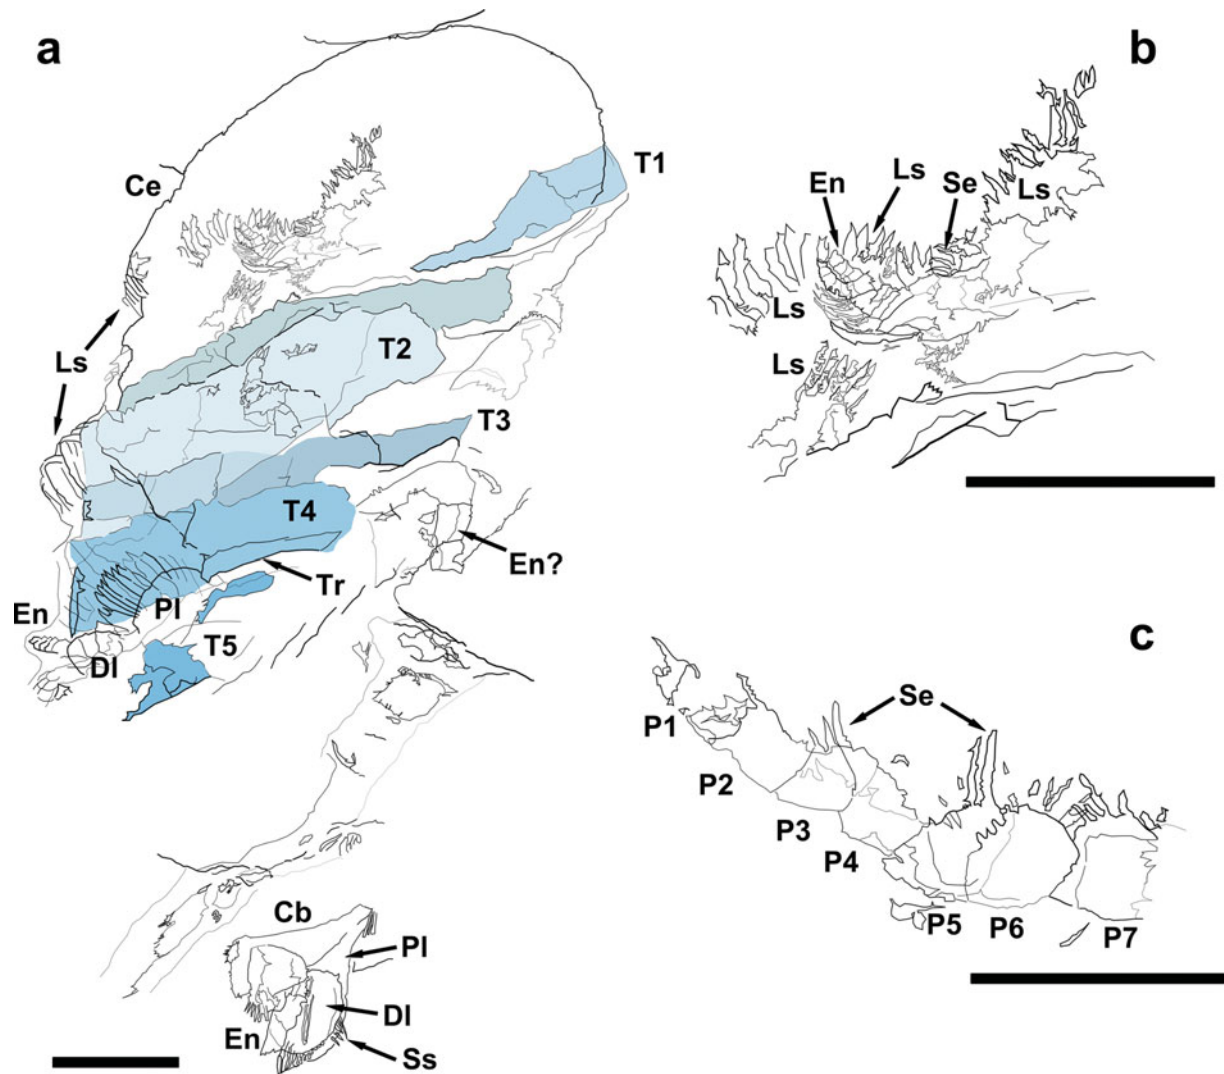 a
Ce
T1
Ls
T2
T3
T4
En?
Tr
En
Pl
Dl
T5
Cb
Pl
Dl
En
Ss
b
En
Ls
Se
Ls
Ls
Ls
c
Se
P1
P2
P3
P4
P5
P6
P7